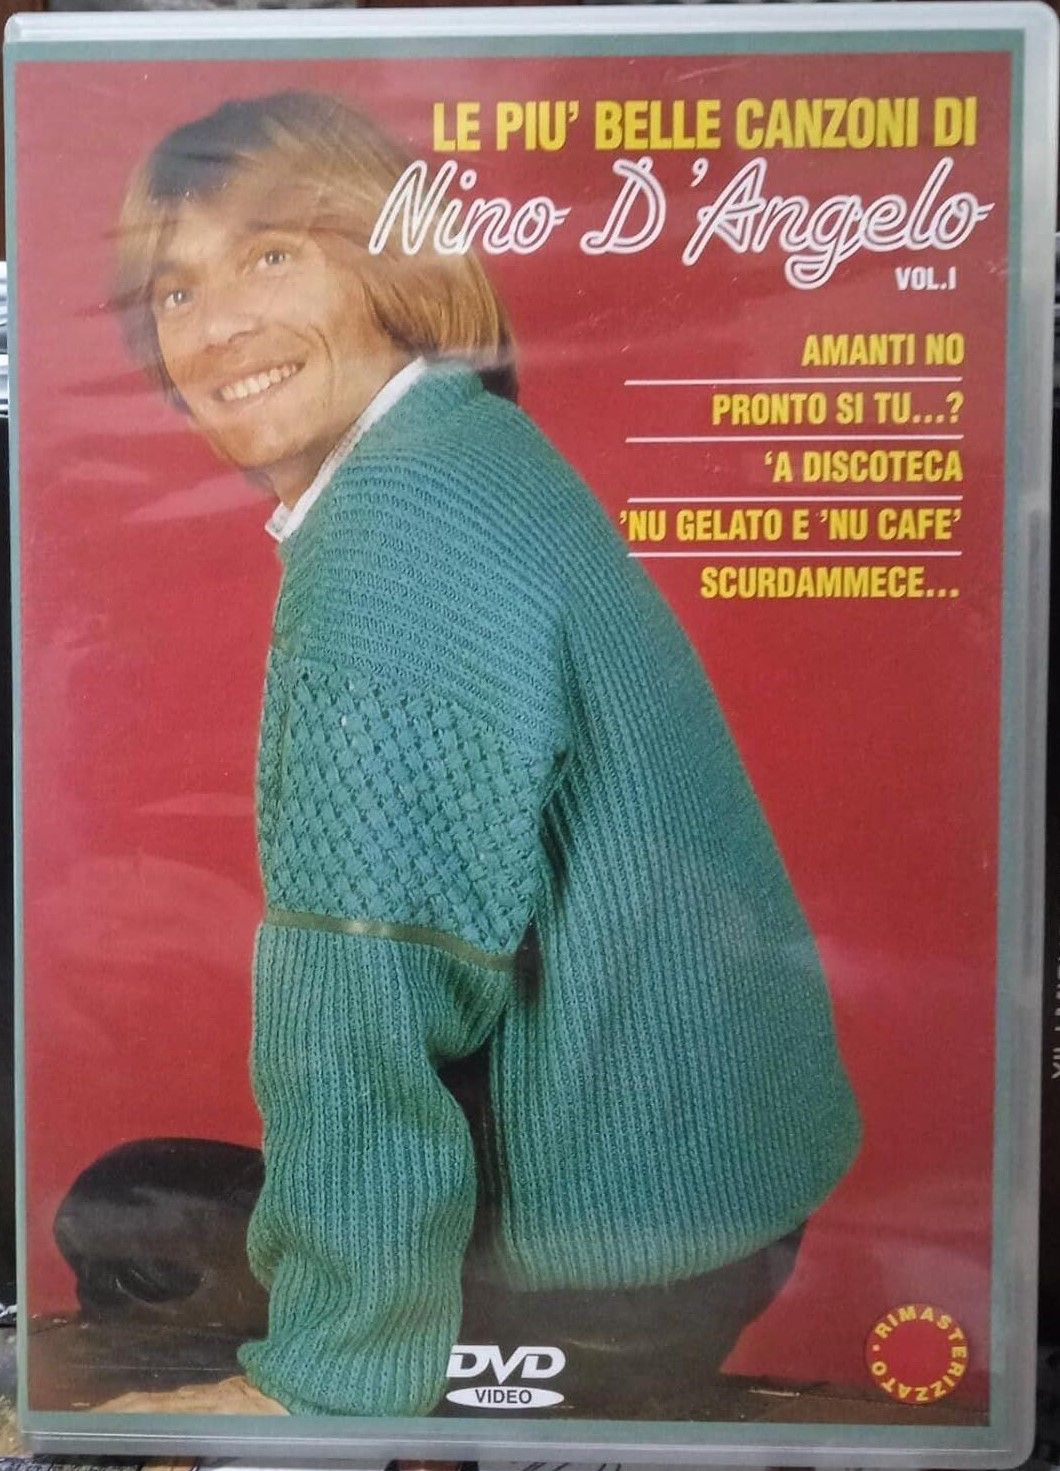 LE PIU' BELLE CANZONI DI
Nino D'Angelo
VOL.I
AMANTI NO
PRONTO SI TU...?
'A DISCOTECA
'NU GELATO E 'NU CAFE'
SCURDAMMECE...
RIMASTERIZZATO
DVD
VIDEO